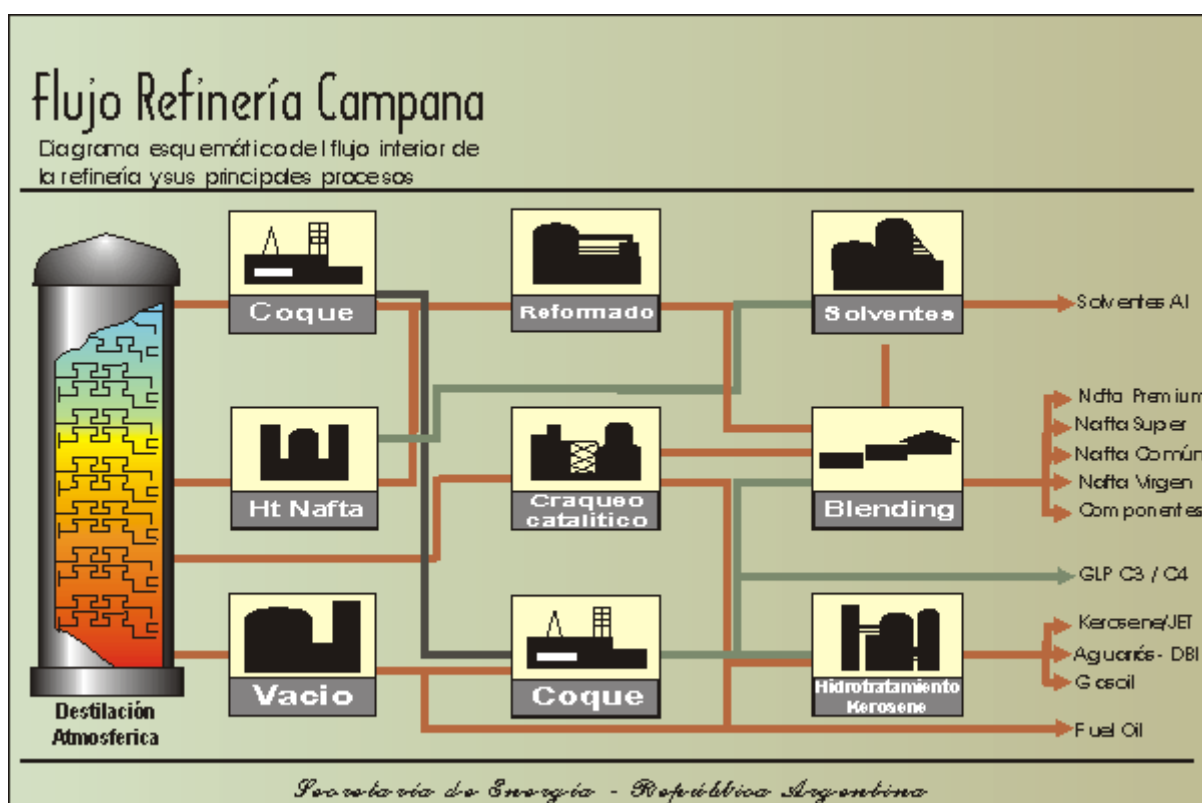 Flujo Refinería Campana
Diagrama esquemático del flujo interior de
la refinería y sus principales procesos
Coque
Reformado
Solventes
Solventes Al
Ht Nafta
Craqueo
catalitico
Blending
Nafta Premium
Nafta Super
Nafta Común
Nafta Virgen
Componentes
GLP C3 / C4
Vacio
Coque
Hidrotratamiento
Kerosene
Kerosene/JET
Aguarrás - DBI
Gasoil
Fuel Oil
Destilación
Atmosferica
Secretaría de Energía - República Argentina